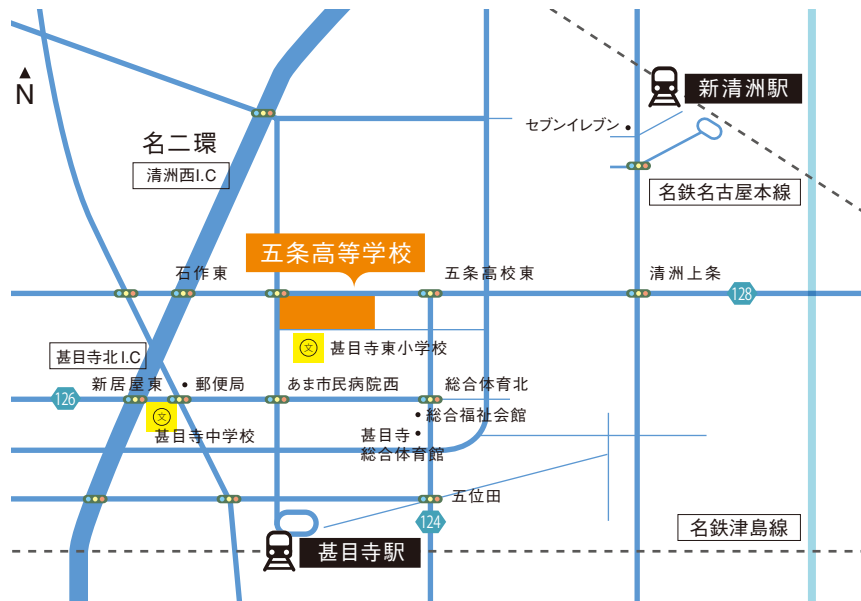 N
新清洲駅
セブンイレブン
名二環
清洲西I.C
名鉄名古屋本線
五条高等学校
石作東
五条高校東
清洲上条
128
文
甚目寺東小学校
甚目寺北I.C
新居屋東
郵便局
あま市民病院西
総合体育北
126
文
甚目寺中学校
総合福祉会館
甚目寺
総合体育館
五位田
124
名鉄津島線
甚目寺駅